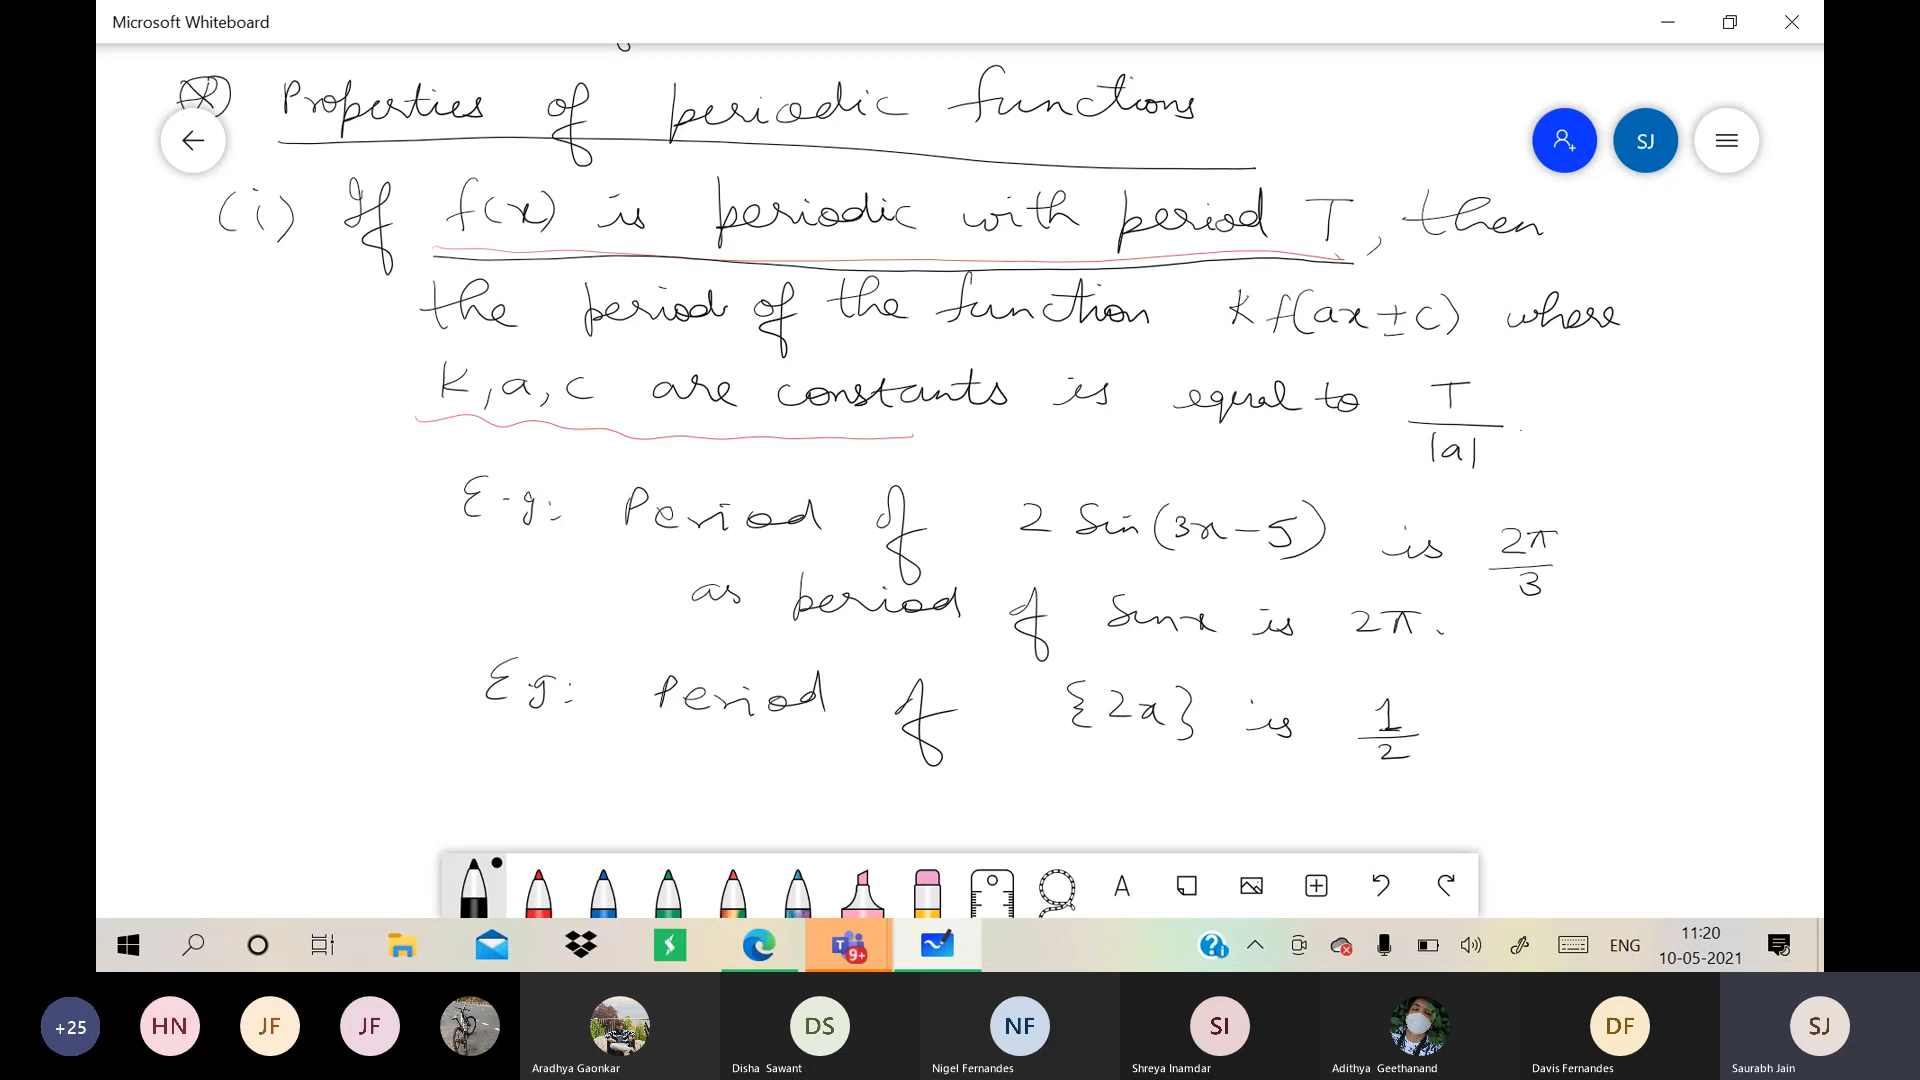 Microsoft Whiteboard
Properties of periodic functions
SJ
(i) If f(x) is periodic with period T, then
the period of the function K f(ax ± c) where
K, a, c are constants is equal to T/|a|
E.g: Period of 2 Sin(3x-5) is 2π/3
as period of Sinx is 2π.
Eg: Period of {2x} is 1/2
A
T 9+
ENG
11:20
10-05-2021
+25 HN JF JF DS NF SI DF SJ
Aradhya Gaonkar Disha Sawant Nigel Fernandes Shreya Inamdar Adithya Geethanand Davis Fernandes Saurabh Jain